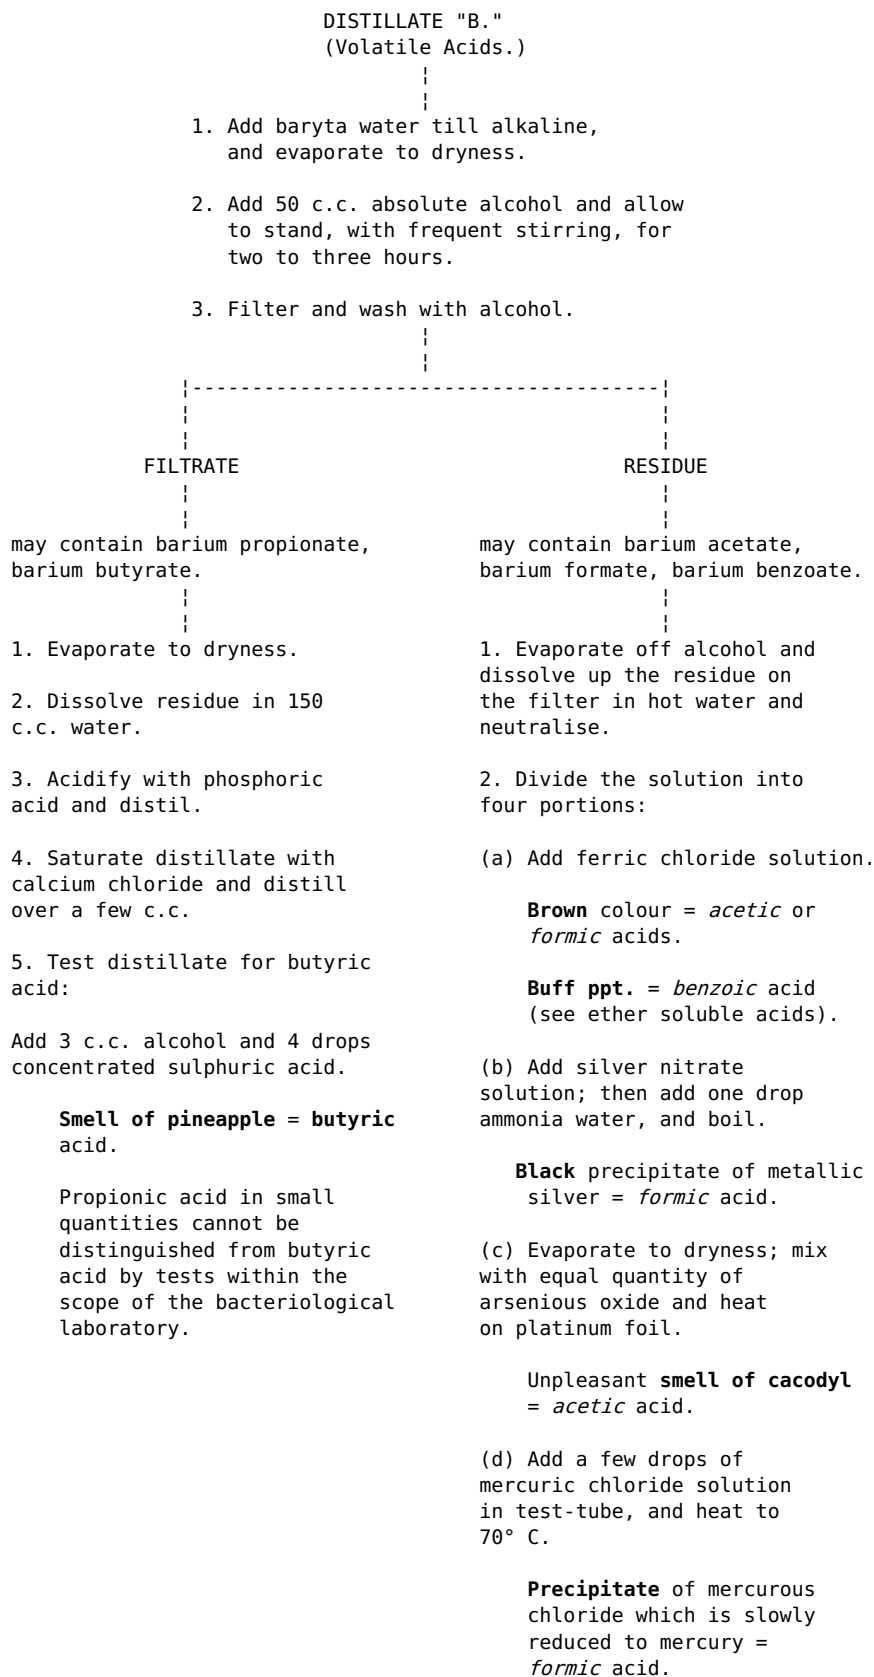 DISTILLATE "B."
(Volatile Acids.)
1. Add baryta water till alkaline,
and evaporate to dryness.
2. Add 50 c.c. absolute alcohol and allow
to stand, with frequent stirring, for
two to three hours.
3. Filter and wash with alcohol.
FILTRATE
may contain barium propionate,
barium butyrate.
1. Evaporate to dryness.
2. Dissolve residue in 150
c.c. water.
3. Acidify with phosphoric
acid and distil.
4. Saturate distillate with
calcium chloride and distill
over a few c.c.
5. Test distillate for butyric
acid:
Add 3 c.c. alcohol and 4 drops
concentrated sulphuric acid.
Smell of pineapple = butyric
acid.
Propionic acid in small
quantities cannot be
distinguished from butyric
acid by tests within the
scope of the bacteriological
laboratory.
RESIDUE
may contain barium acetate,
barium formate, barium benzoate.
1. Evaporate off alcohol and
dissolve up the residue on
the filter in hot water and
neutralise.
2. Divide the solution into
four portions:
(a) Add ferric chloride solution.
Brown colour = acetic or
formic acids.
Buff ppt. = benzoic acid
(see ether soluble acids).
(b) Add silver nitrate
solution; then add one drop
ammonia water, and boil.
Black precipitate of metallic
silver = formic acid.
(c) Evaporate to dryness; mix
with equal quantity of
arsenious oxide and heat
on platinum foil.
Unpleasant smell of cacodyl
= acetic acid.
(d) Add a few drops of
mercuric chloride solution
in test-tube, and heat to
70° C.
Precipitate of mercurous
chloride which is slowly
reduced to mercury =
formic acid.